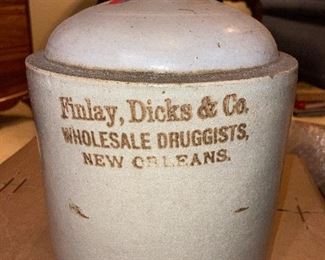 Finlay, Dicks & Co.
WHOLESALE DRUGGISTS,
NEW ORLEANS.